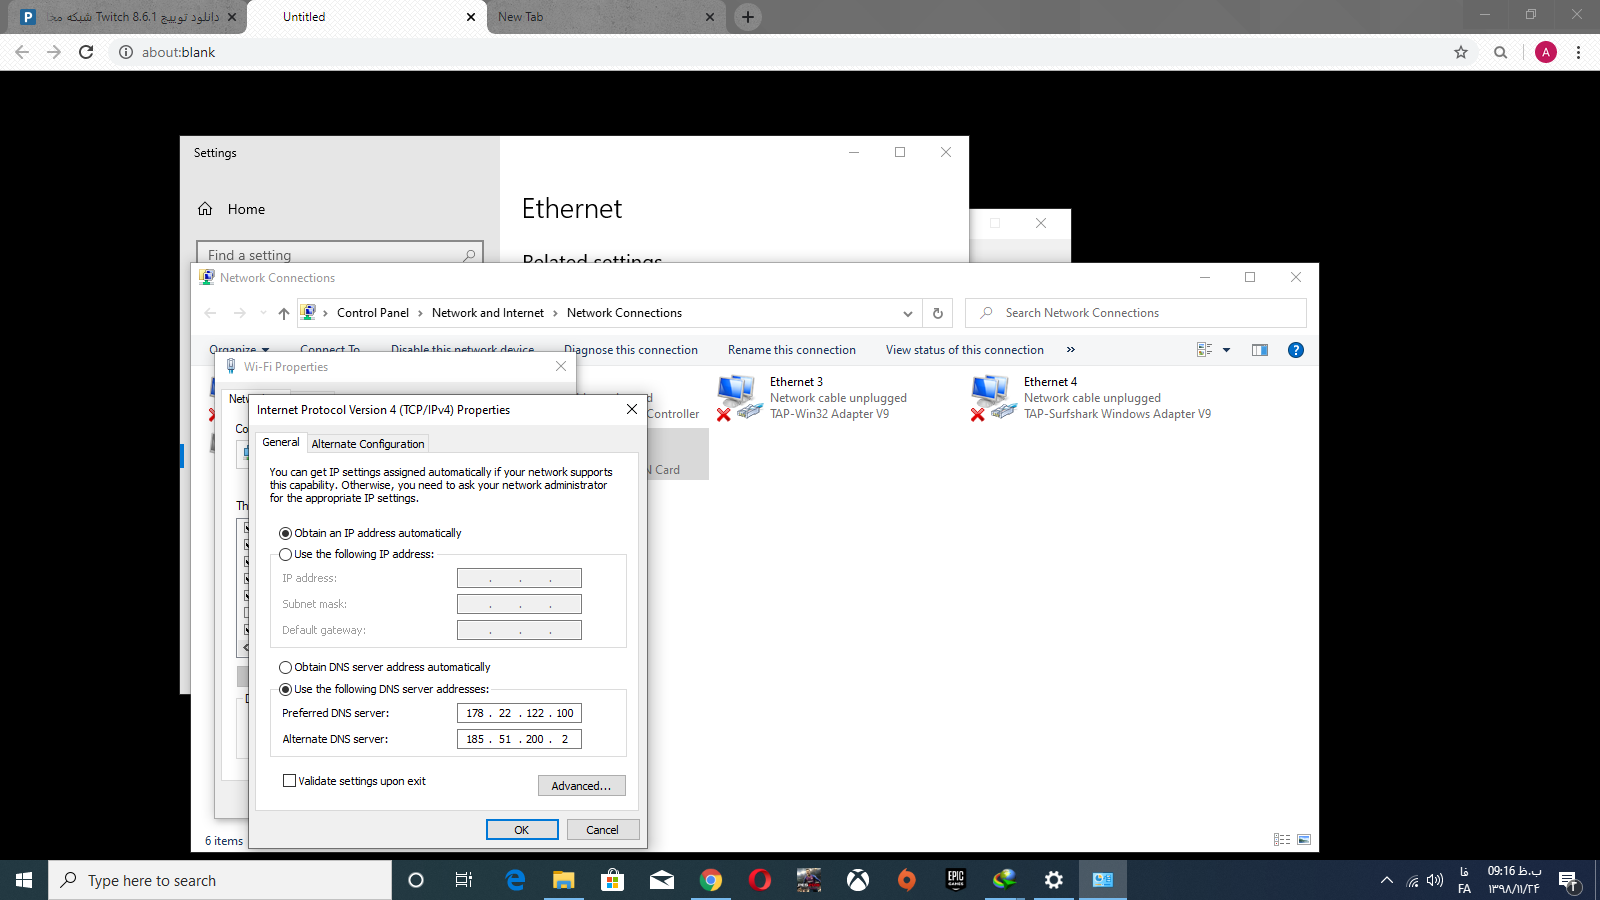 دانلود توییچ Twitch 8.6.1 شبکه
Untitled
New Tab
about:blank
A
Settings
Home
Find a setting
Ethernet
Related settings
Network Connections
Control Panel > Network and Internet > Network Connections
Search Network Connections
Organize
Connect To
Disable this network device
Diagnose this connection
Rename this connection
View status of this connection
»
Wi-Fi Properties
Controller
N Card
Ethernet 3
Network cable unplugged
TAP-Win32 Adapter V9
Ethernet 4
Network cable unplugged
TAP-Surfshark Windows Adapter V9
Internet Protocol Version 4 (TCP/IPv4) Properties
General
Alternate Configuration
You can get IP settings assigned automatically if your network supports
this capability. Otherwise, you need to ask your network administrator
for the appropriate IP settings.
Obtain an IP address automatically
Use the following IP address:
IP address:
Subnet mask:
Default gateway:
Obtain DNS server address automatically
Use the following DNS server addresses:
Preferred DNS server: 178 . 22 . 122 . 100
Alternate DNS server: 185 . 51 . 200 . 2
Validate settings upon exit
Advanced...
OK
Cancel
6 items
Type here to search
EPIC GAMES
فا
FA
09:16 ب.ظ
۱۳۹۸/۱۱/۲۴